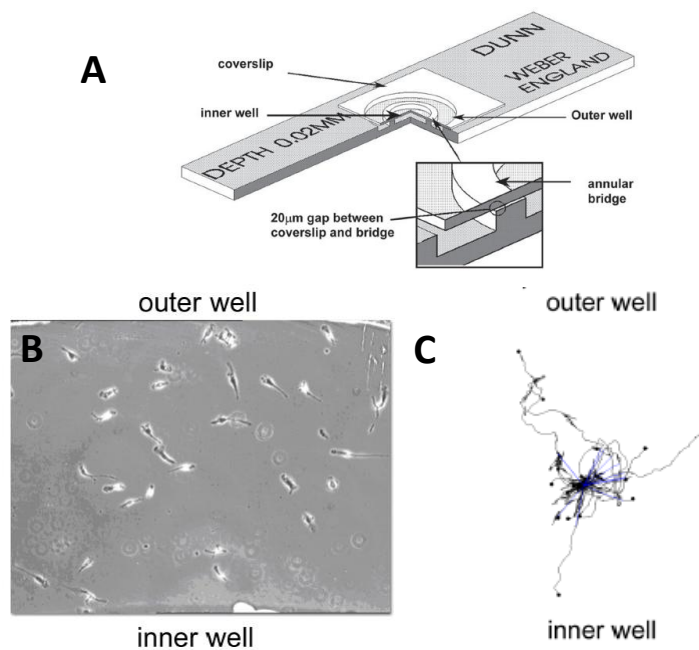 A
coverslip
DUNN
WEBER
ENGLAND
inner well
Outer well
DEPTH 0.02MM
annular
bridge
20µm gap between
coverslip and bridge
outer well
outer well
B
C
inner well
inner well